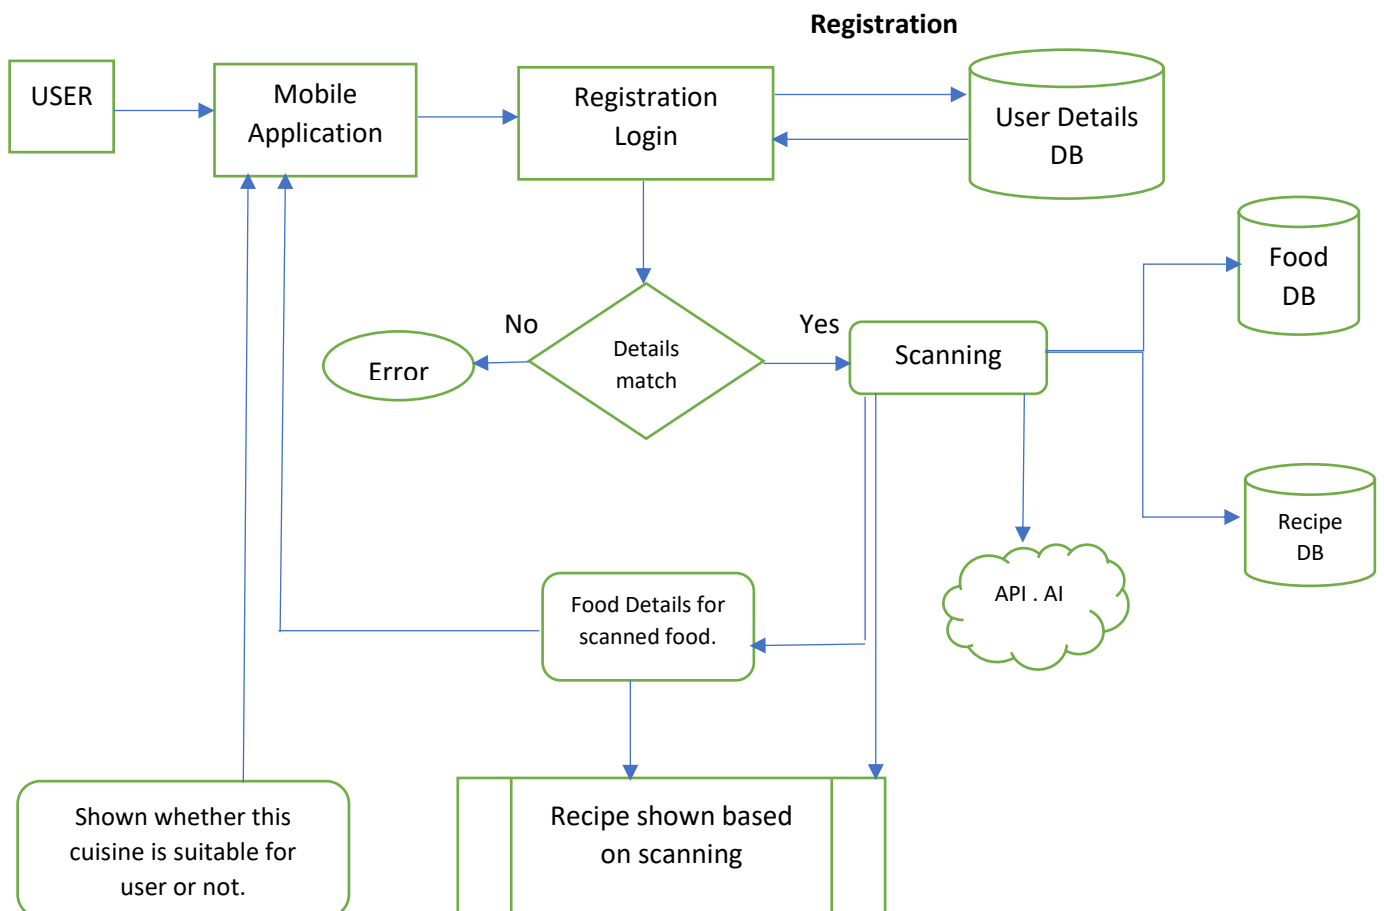 Registration
USER
Mobile
Application
Registration
Login
User Details
DB
Food
DB
No
Yes
Error
Details
match
Scanning
Recipe
DB
API . AI
Food Details for
scanned food.
Shown whether this
cuisine is suitable for
user or not.
Recipe shown based
on scanning